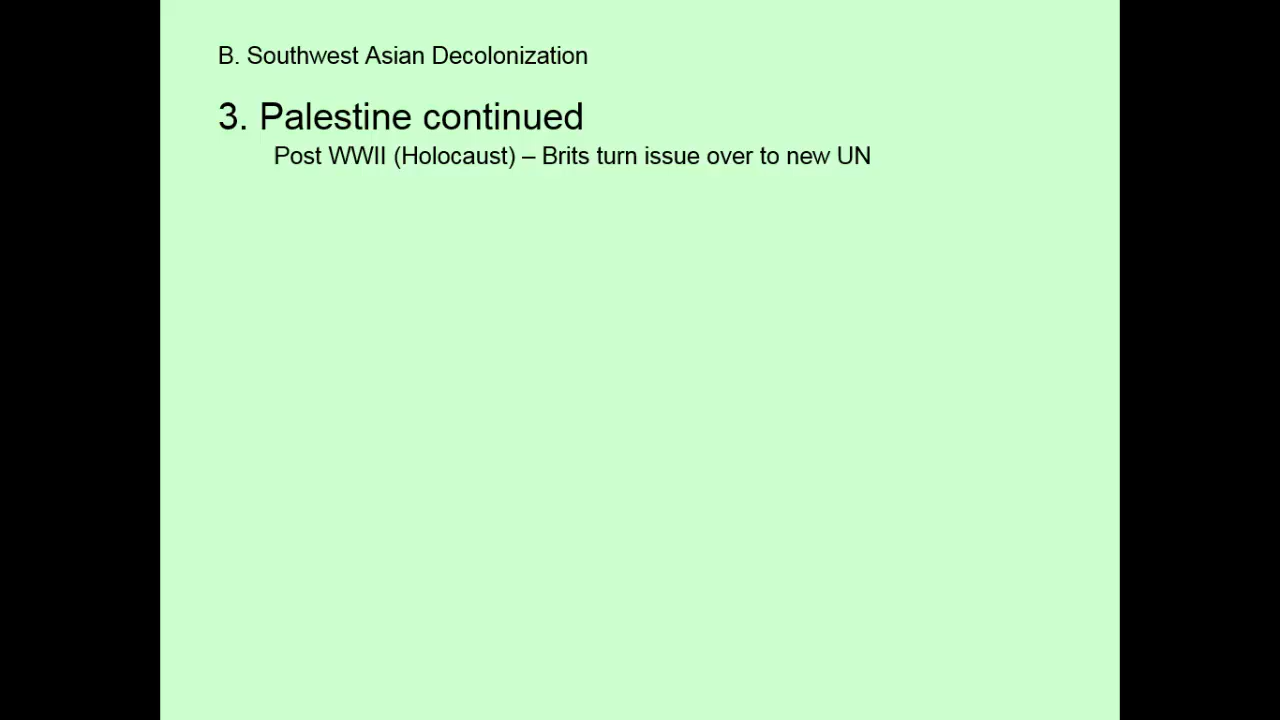 B. Southwest Asian Decolonization
3. Palestine continued
Post WWII (Holocaust) – Brits turn issue over to new UN